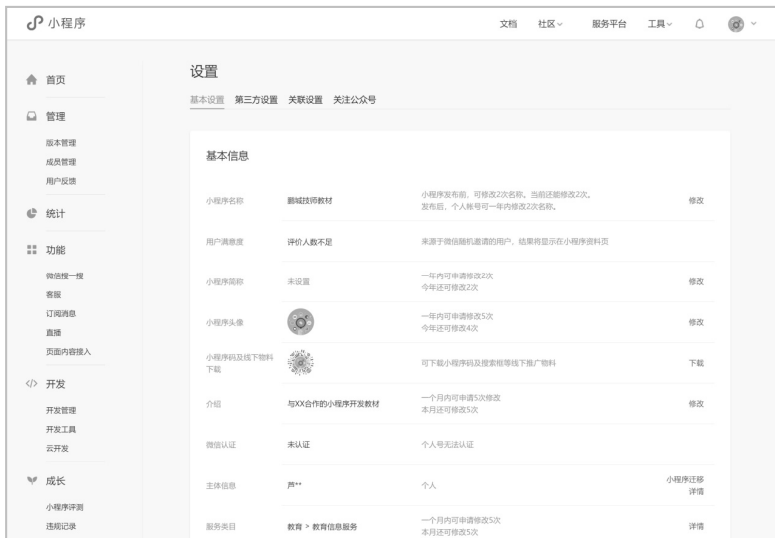 小程序
文档 社区 服务平台 工具
首页
管理
版本管理
成员管理
用户反馈
统计
功能
微信搜一搜
客服
订阅消息
直播
页面内容接入
</> 开发
开发管理
开发工具
云开发
成长
小程序评测
违规记录
设置
基本设置 第三方设置 关联设置 关注公众号
基本信息
小程序名称 鹏城技师教材 小程序发布前，可修改2次名称。当前还能修改2次。 修改
发布后，个人帐号可一年内修改2次名称。
用户满意度 评价人数不足 来源于微信随机邀请的用户，结果将显示在小程序资料页
小程序简称 未设置 一年内可申请修改2次 修改
今年还可修改2次
小程序头像 一年内可申请修改5次 修改
今年还可修改4次
小程序码及线下物料 可下载小程序码及搜索框等线下推广物料 下载
下载
介绍 与XX合作的小程序开发教材 一个月内可申请5次修改 修改
本月还可修改5次
微信认证 未认证 个人号无法认证
主体信息 芦** 个人 小程序迁移
详情
服务类目 教育 > 教育信息服务 一个月内可申请修改5次 详情
本月还可修改5次